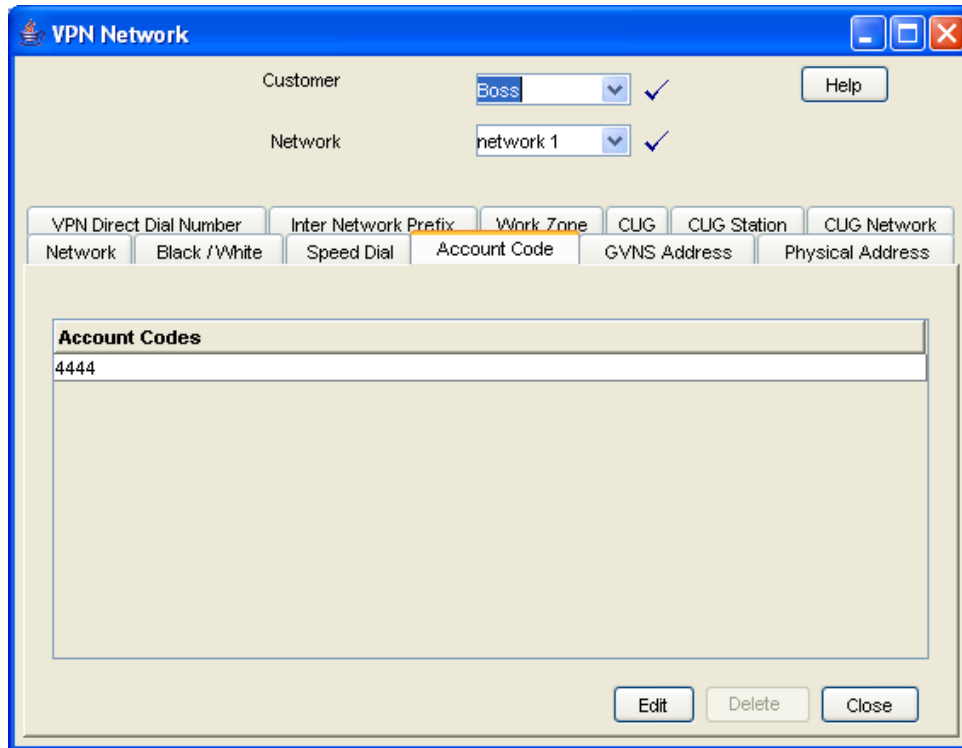 VPN Network
Customer Boss Help
Network network 1
VPN Direct Dial Number Inter Network Prefix Work Zone CUG CUG Station CUG Network
Network Black / White Speed Dial Account Code GVNS Address Physical Address
Account Codes
4444
Edit Delete Close